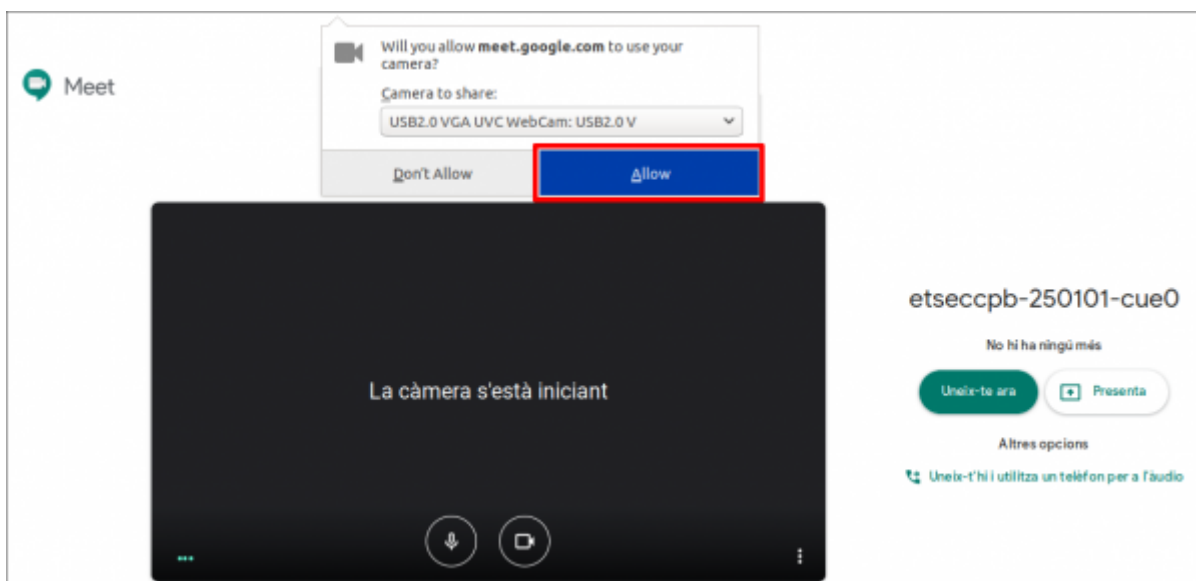 Will you allow meet.google.com to use your
camera?
Meet
Camera to share:
USB2.0 VGA UVC WebCam: USB2.0 V
Don't Allow
Allow
La càmera s'està iniciant
etseccpb-250101-cue0
No hi ha ningú més
Uneix-te ara
Presenta
Altres opcions
Uneix-t'hi i utilitza un telèfon per a l'àudio